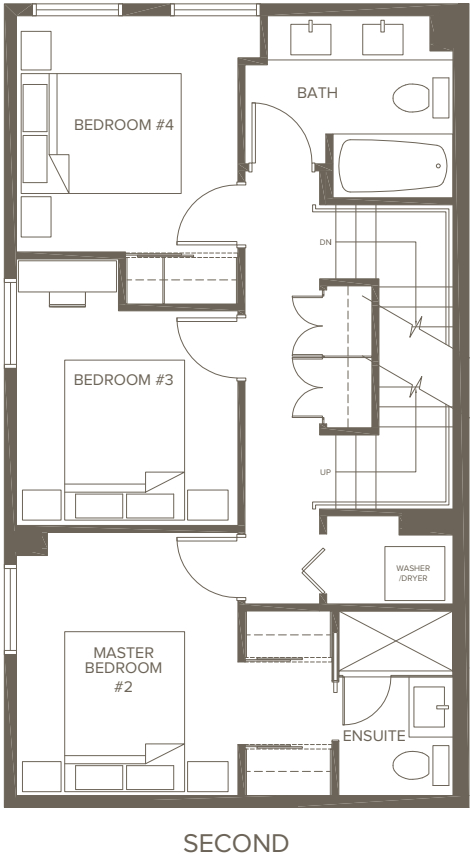 BATH
BEDROOM #4
DN
BEDROOM #3
UP
WASHER
/DRYER
MASTER
BEDROOM
#2
ENSUITE
SECOND